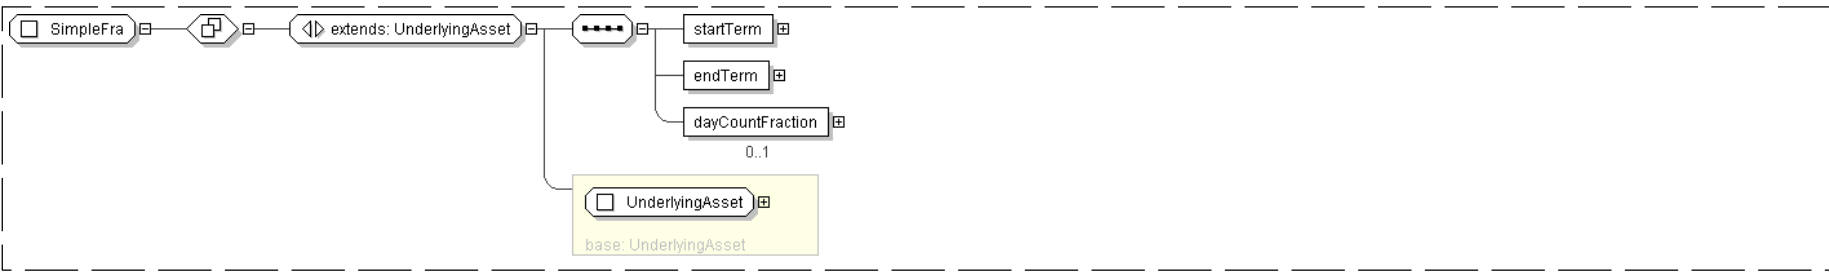 SimpleFra
extends: UnderlyingAsset
startTerm
endTerm
dayCountFraction
0..1
UnderlyingAsset
base: UnderlyingAsset